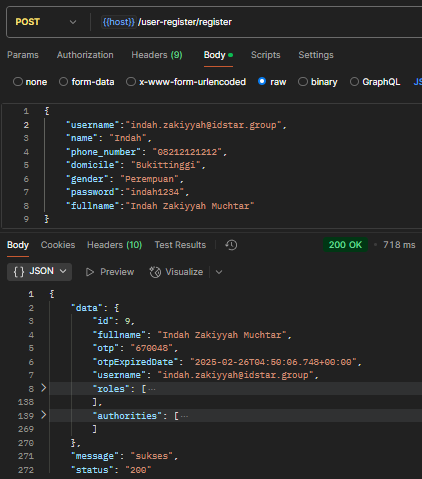 POST {{host}} /user-register/register
Params Authorization Headers (9) Body Scripts Settings
none form-data x-www-form-urlencoded raw binary GraphQL JS
1 {
2 "username":"indah.zakiyyah@idstar.group",
3 "name": "Indah",
4 "phone_number": "08212121212",
5 "domicile": "Bukittinggi",
6 "gender": "Perempuan",
7 "password":"indah1234",
8 "fullname":"Indah Zakiyyah Muchtar"
9 }
Body Cookies Headers (10) Test Results 200 OK 718 ms
{} JSON Preview Visualize
1 {
2 "data": {
3 "id": 9,
4 "fullname": "Indah Zakiyyah Muchtar",
5 "otp": "670048",
6 "otpExpiredDate": "2025-02-26T04:50:06.748+00:00",
7 "username": "indah.zakiyyah@idstar.group",
8 "roles": [
138 ],
139 "authorities": [
269 ]
270 },
271 "message": "sukses",
272 "status": "200"